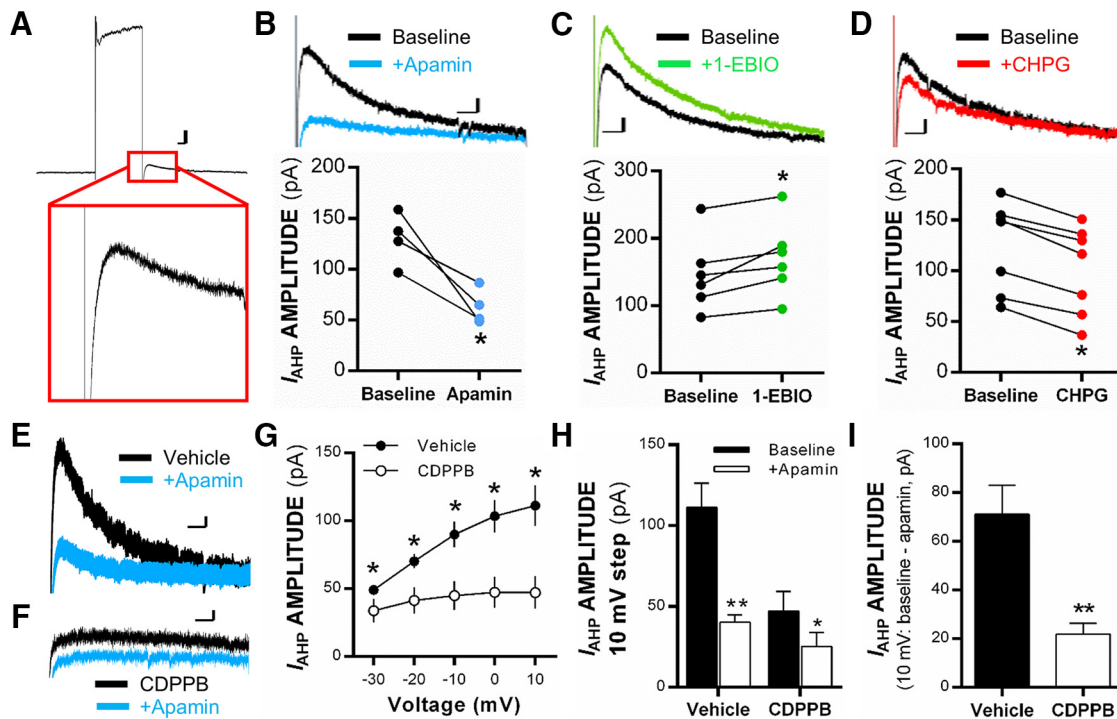 A
B
Baseline
+Apamin
C
Baseline
+1-EBIO
D
Baseline
+CHPG
IAHP AMPLITUDE (pA)
200
150
100
50
0
Baseline Apamin
*
IAHP AMPLITUDE (pA)
300
200
100
0
Baseline 1-EBIO
*
IAHP AMPLITUDE (pA)
200
150
100
50
0
Baseline CHPG
*
E
Vehicle
+Apamin
F
CDPPB
+Apamin
G
Vehicle
CDPPB
IAHP AMPLITUDE (pA)
150
100
50
0
* * * * *
-30 -20 -10 0 10
Voltage (mV)
H
Baseline
+Apamin
IAHP AMPLITUDE
10 mV step (pA)
150
100
50
0
**
*
Vehicle CDPPB
I
IAHP AMPLITUDE
(10 mV: baseline - apamin, pA)
100
80
60
40
20
0
**
Vehicle CDPPB